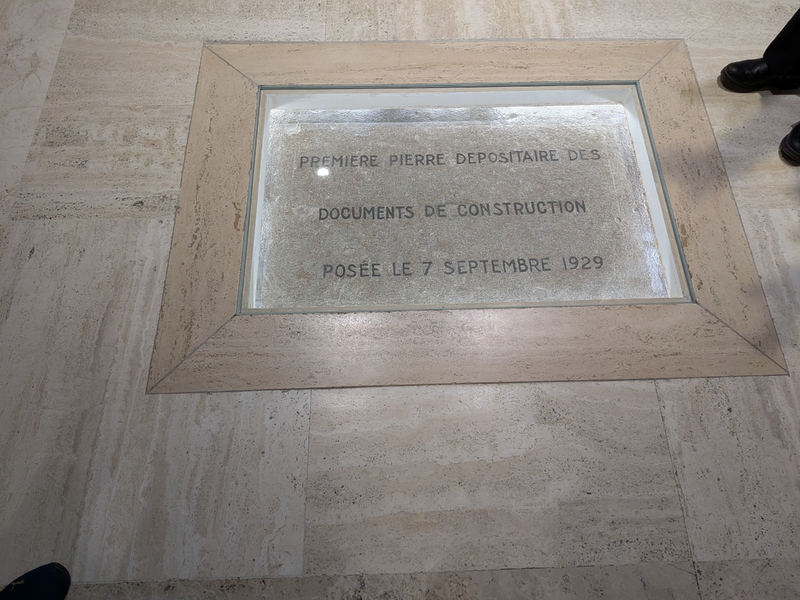 PREMIERE PIERRE DEPOSITAIRE DES
DOCUMENTS DE CONSTRUCTION
POSÉE LE 7 SEPTEMBRE 1929